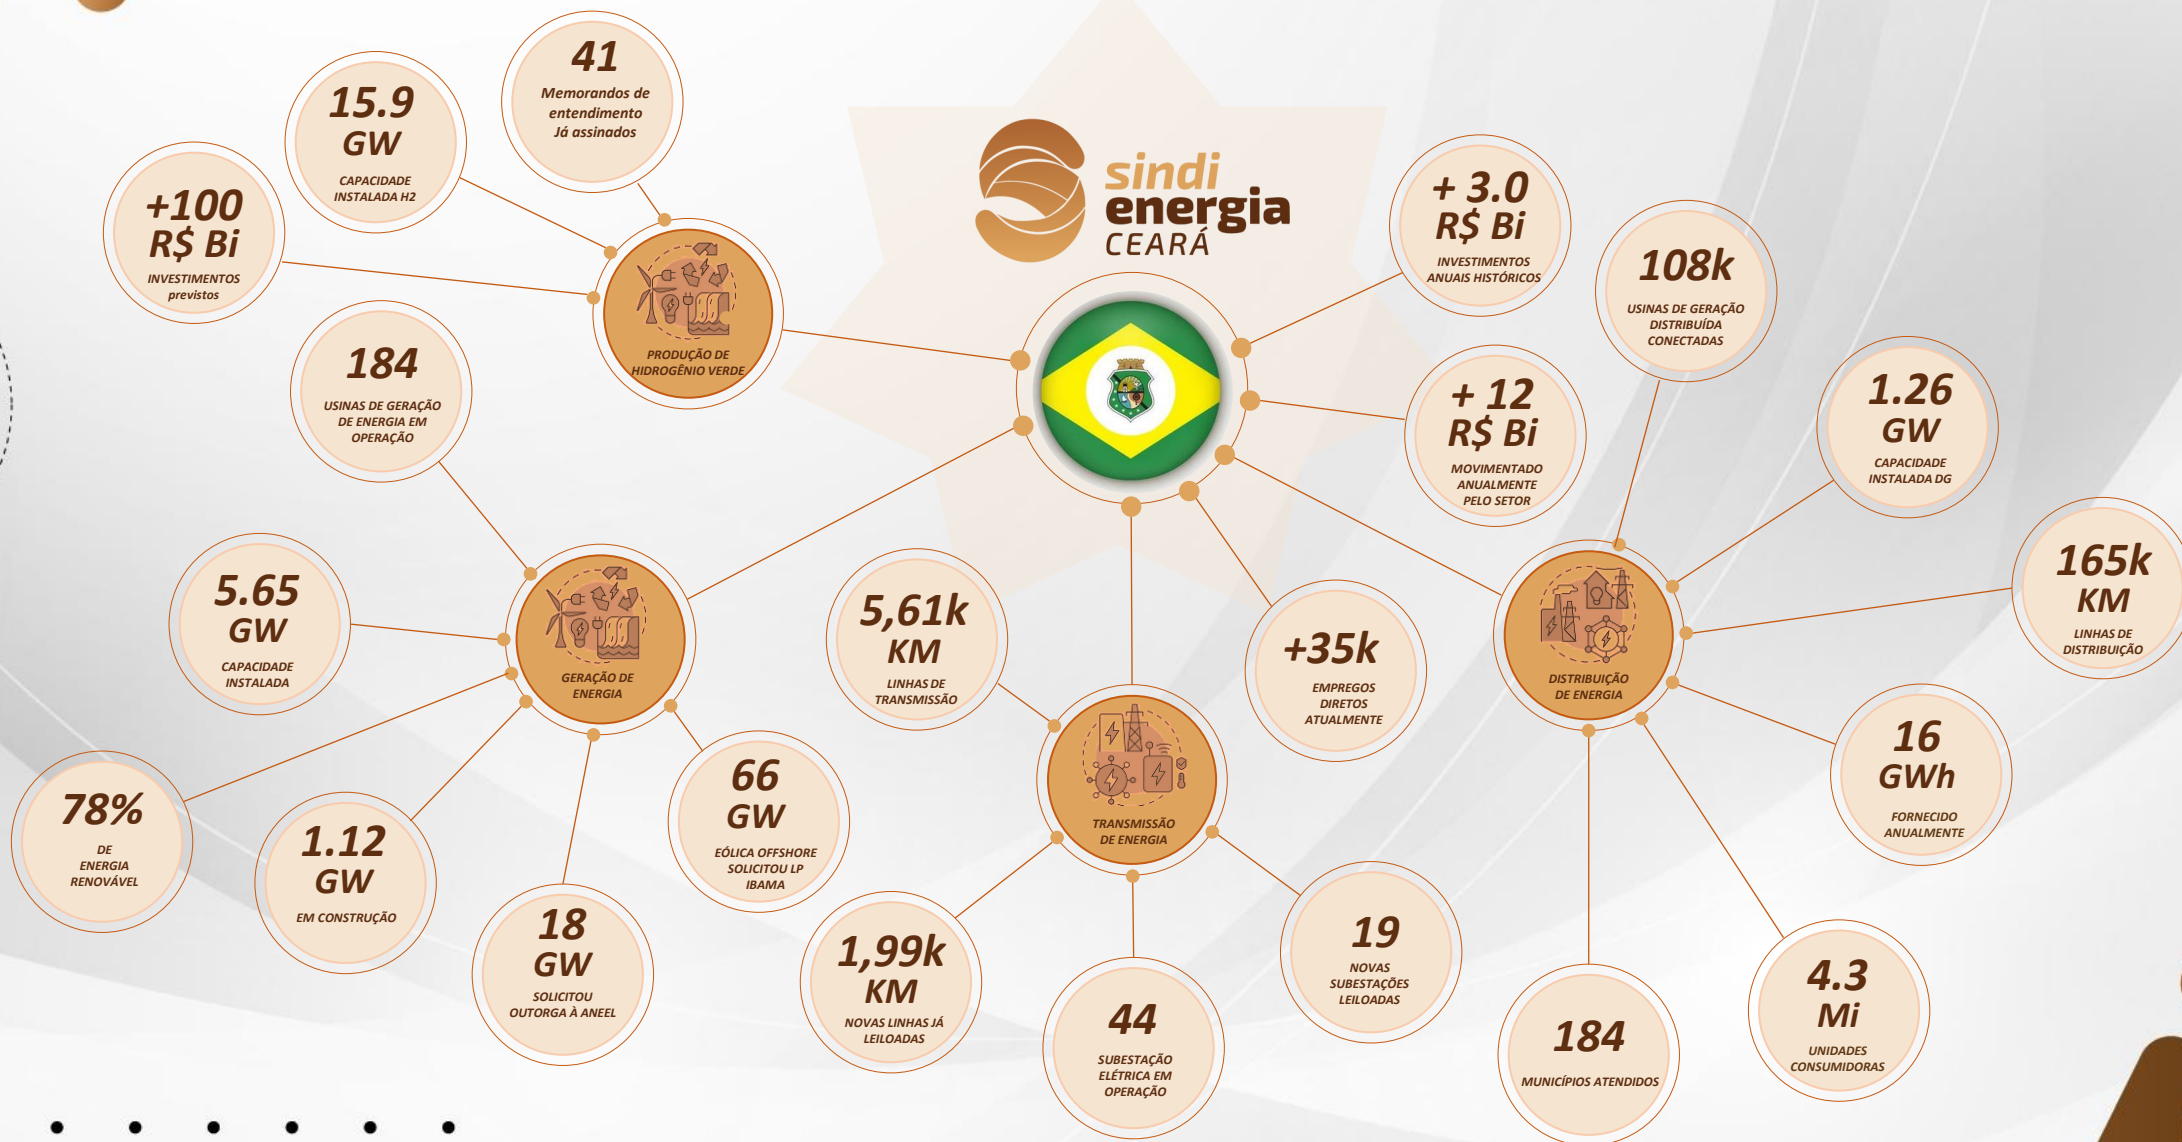 41
Memorandos de
entendimento
Já assinados
15.9
GW
CAPACIDADE
INSTALADA H2
+100
R$ Bi
INVESTIMENTOS
previstos
PRODUÇÃO DE
HIDROGÊNIO VERDE
sindi
energia
CEARÁ
+ 3.0
R$ Bi
INVESTIMENTOS
ANUAIS HISTÓRICOS
+ 12
R$ Bi
MOVIMENTADO
ANUALMENTE
PELO SETOR
+35k
EMPREGOS
DIRETOS
ATUALMENTE
184
USINAS DE GERAÇÃO
DE ENERGIA EM
OPERAÇÃO
5.65
GW
CAPACIDADE
INSTALADA
78%
DE
ENERGIA
RENOVÁVEL
1.12
GW
EM CONSTRUÇÃO
18
GW
SOLICITOU
OUTORGA À ANEEL
66
GW
EÓLICA OFFSHORE
SOLICITOU LP
IBAMA
GERAÇÃO DE
ENERGIA
5,61k
KM
LINHAS DE
TRANSMISSÃO
TRANSMISSÃO
DE ENERGIA
1,99k
KM
NOVAS LINHAS JÁ
LEILOADAS
44
SUBESTAÇÃO
ELÉTRICA EM
OPERAÇÃO
19
NOVAS
SUBESTAÇÕES
LEILOADAS
108k
USINAS DE GERAÇÃO
DISTRIBUÍDA
CONECTADAS
1.26
GW
CAPACIDADE
INSTALADA DG
165k
KM
LINHAS DE
DISTRIBUIÇÃO
DISTRIBUIÇÃO
DE ENERGIA
16
GWh
FORNECIDO
ANUALMENTE
4.3
Mi
UNIDADES
CONSUMIDORAS
184
MUNICÍPIOS ATENDIDOS